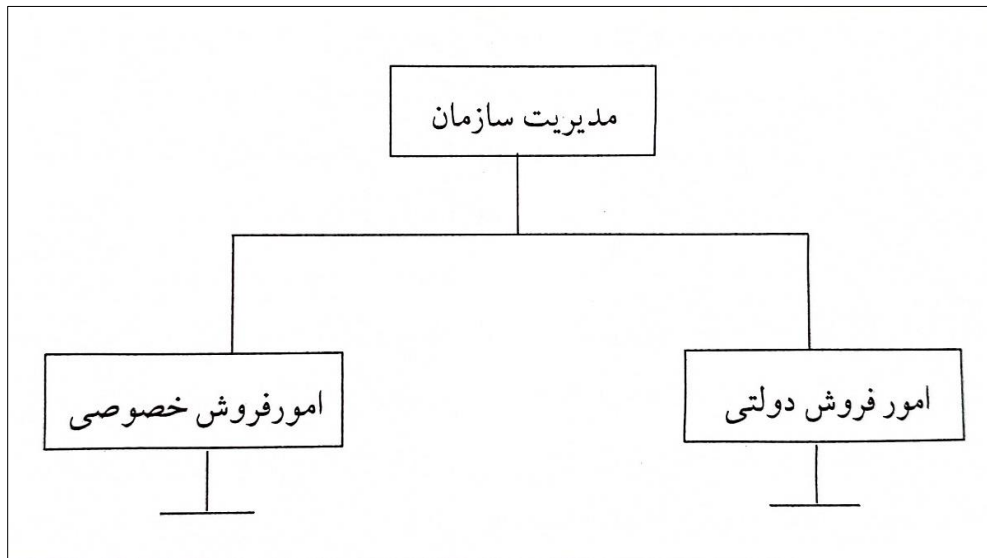 مدیریت سازمان
امور فروش دولتی
امورفروش خصوصی